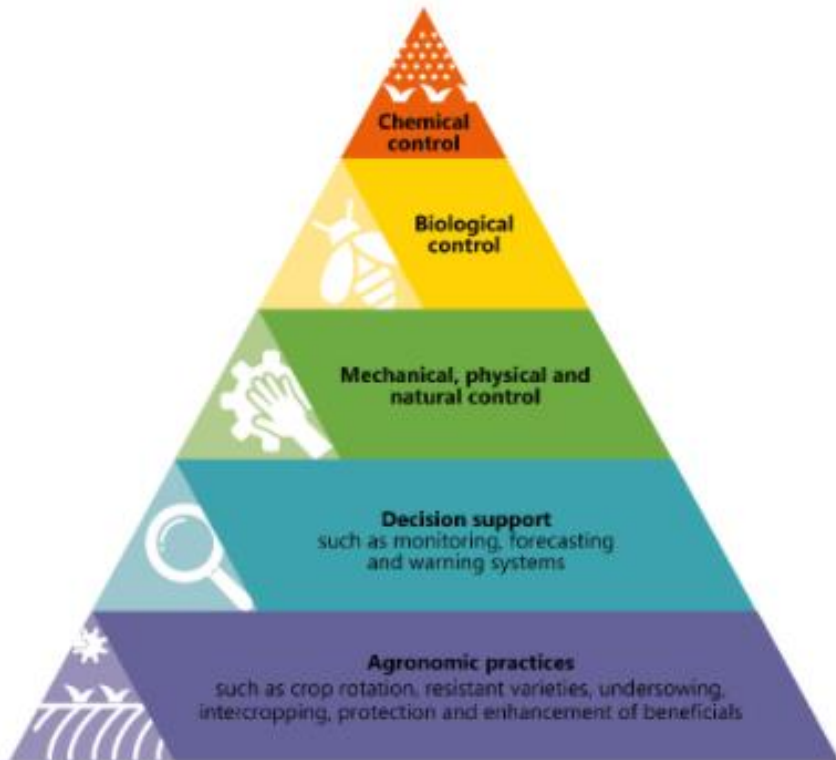 Chemical
control
Biological
control
Mechanical, physical and
natural control
Decision support
such as monitoring, forecasting
and warning systems
Agronomic practices
such as crop rotation, resistant varieties, undersowing,
intercropping, protection and enhancement of beneficials